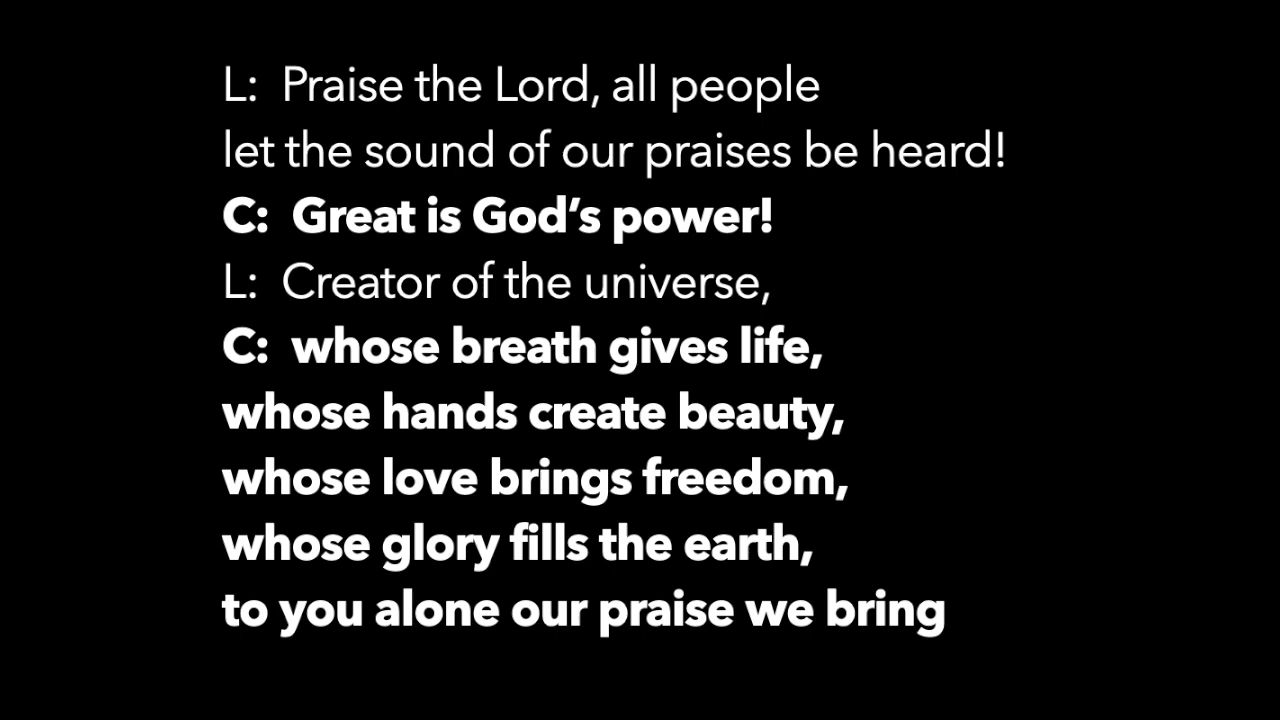 L:  Praise the Lord, all people
let the sound of our praises be heard!
C:  Great is God’s power!
L:  Creator of the universe,
C:  whose breath gives life,
whose hands create beauty,
whose love brings freedom,
whose glory fills the earth,
to you alone our praise we bring